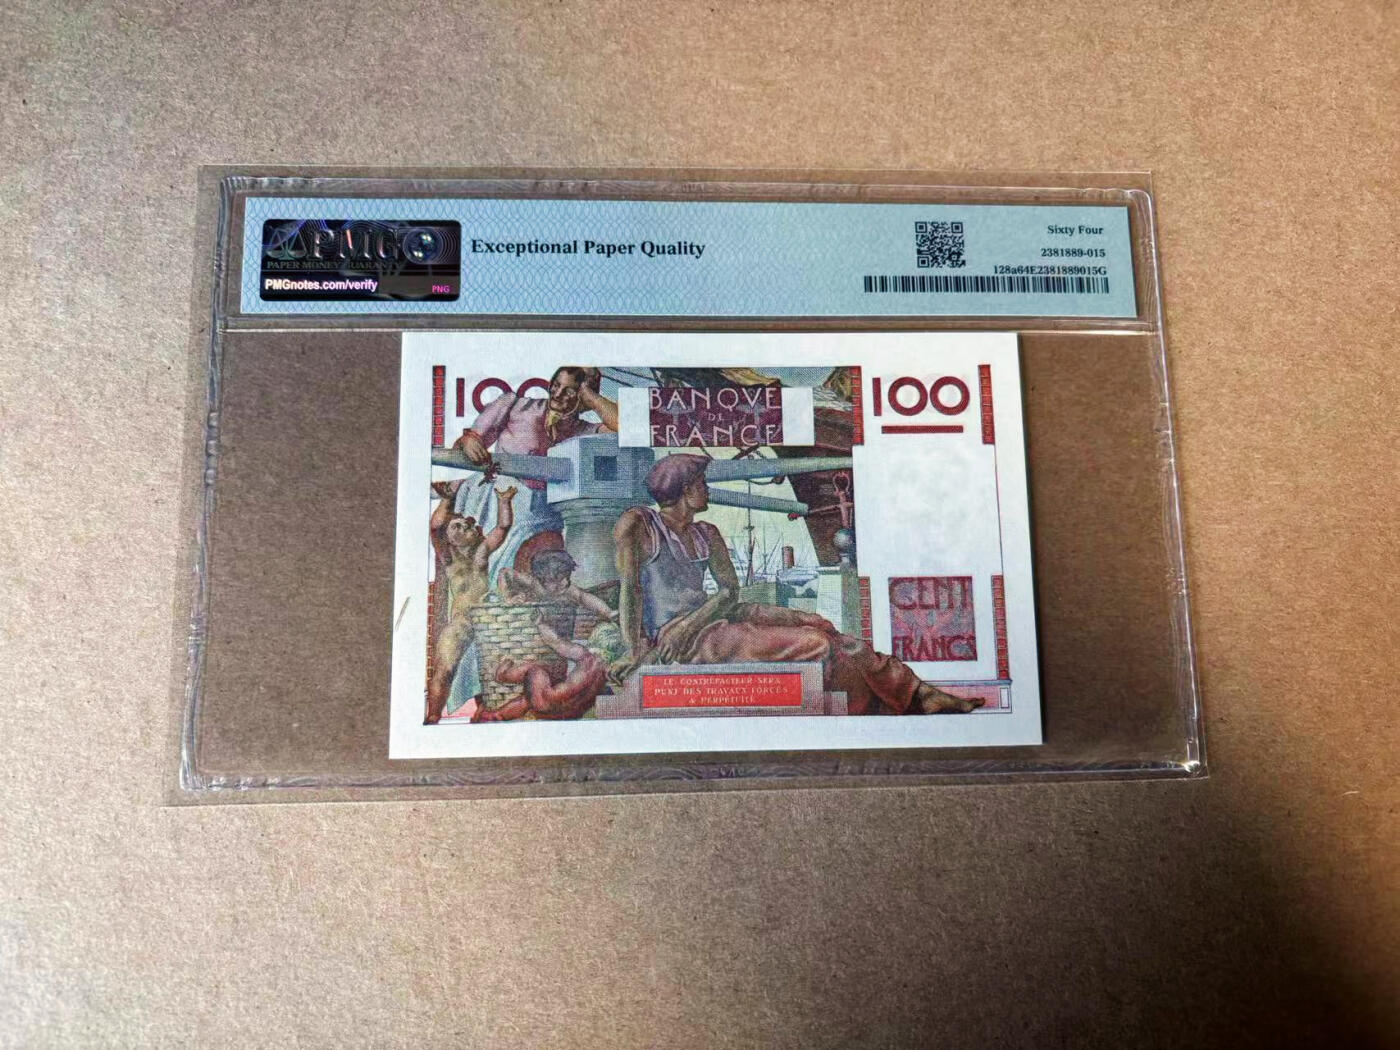 PMG
PAPER MONEY GUARANTY
PMGnotes.com/verify
PNG
Exceptional Paper Quality
Sixty Four
2381889-015
128a64E2381889015G
100
BANQVE
DE
FRANCE
100
CENT
FRANCS
LE CONTREFACTEUR SERA
PUNI DES TRAVAUX FORCÉS
À PERPÉTUITÉ